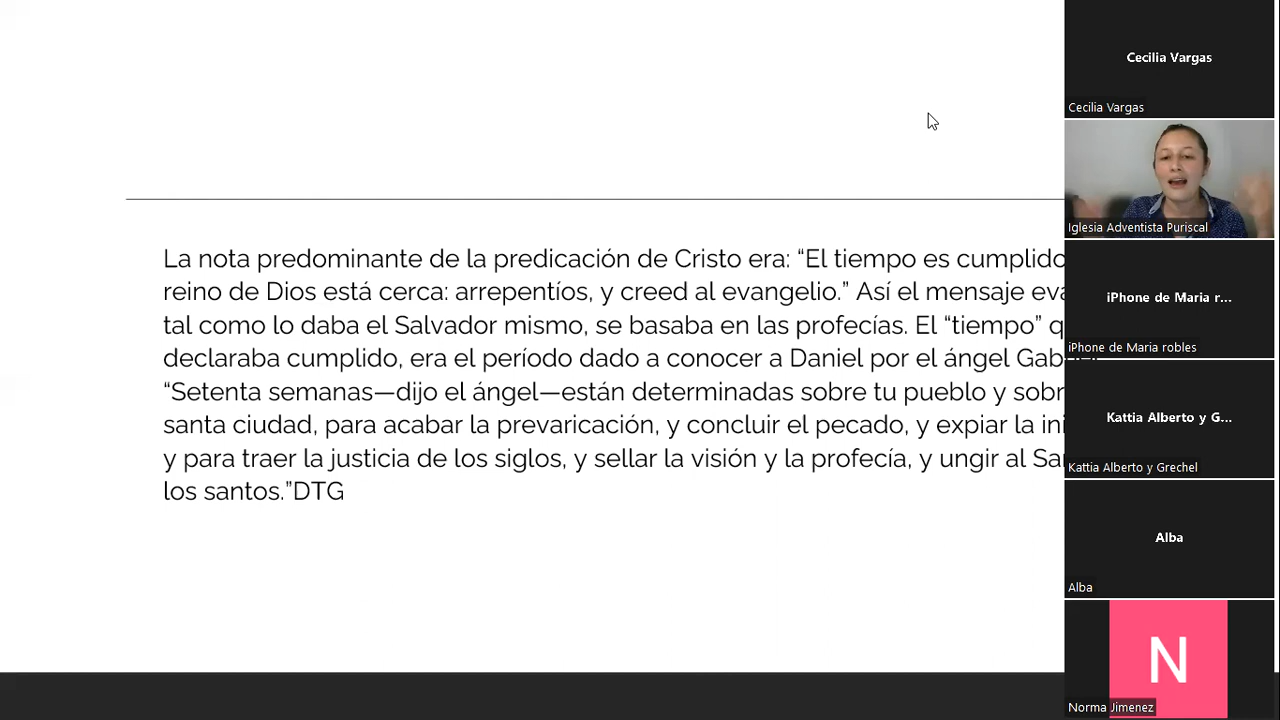 La nota predominante de la predicación de Cristo era: “El tiempo es cumplido
reino de Dios está cerca: arrepentíos, y creed al evangelio.” Así el mensaje
tal como lo daba el Salvador mismo, se basaba en las profecías. El “tiempo”
declaraba cumplido, era el período dado a conocer a Daniel por el ángel
“Setenta semanas—dijo el ángel—están determinadas sobre tu pueblo y
santa ciudad, para acabar la prevaricación, y concluir el pecado, y expiar la
y para traer la justicia de los siglos, y sellar la visión y la profecía, y ungir al
los santos.”DTG
Cecilia Vargas
Cecilia Vargas
Iglesia Adventista Puriscal
iPhone de Maria r...
iPhone de Maria robles
Kattia Alberto y G...
Kattia Alberto y Grechel
Alba
Alba
N
Norma Jimenez